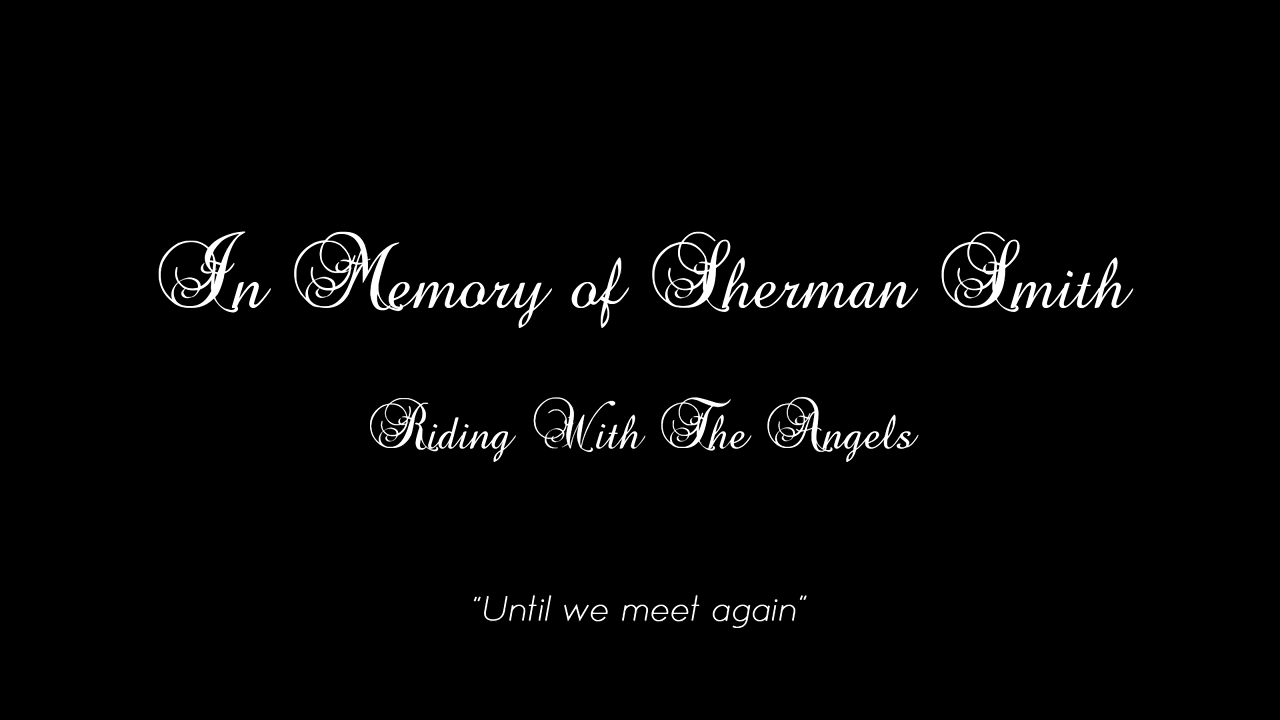 In Memory of Sherman Smith
Riding With The Angels
"Until we meet again"